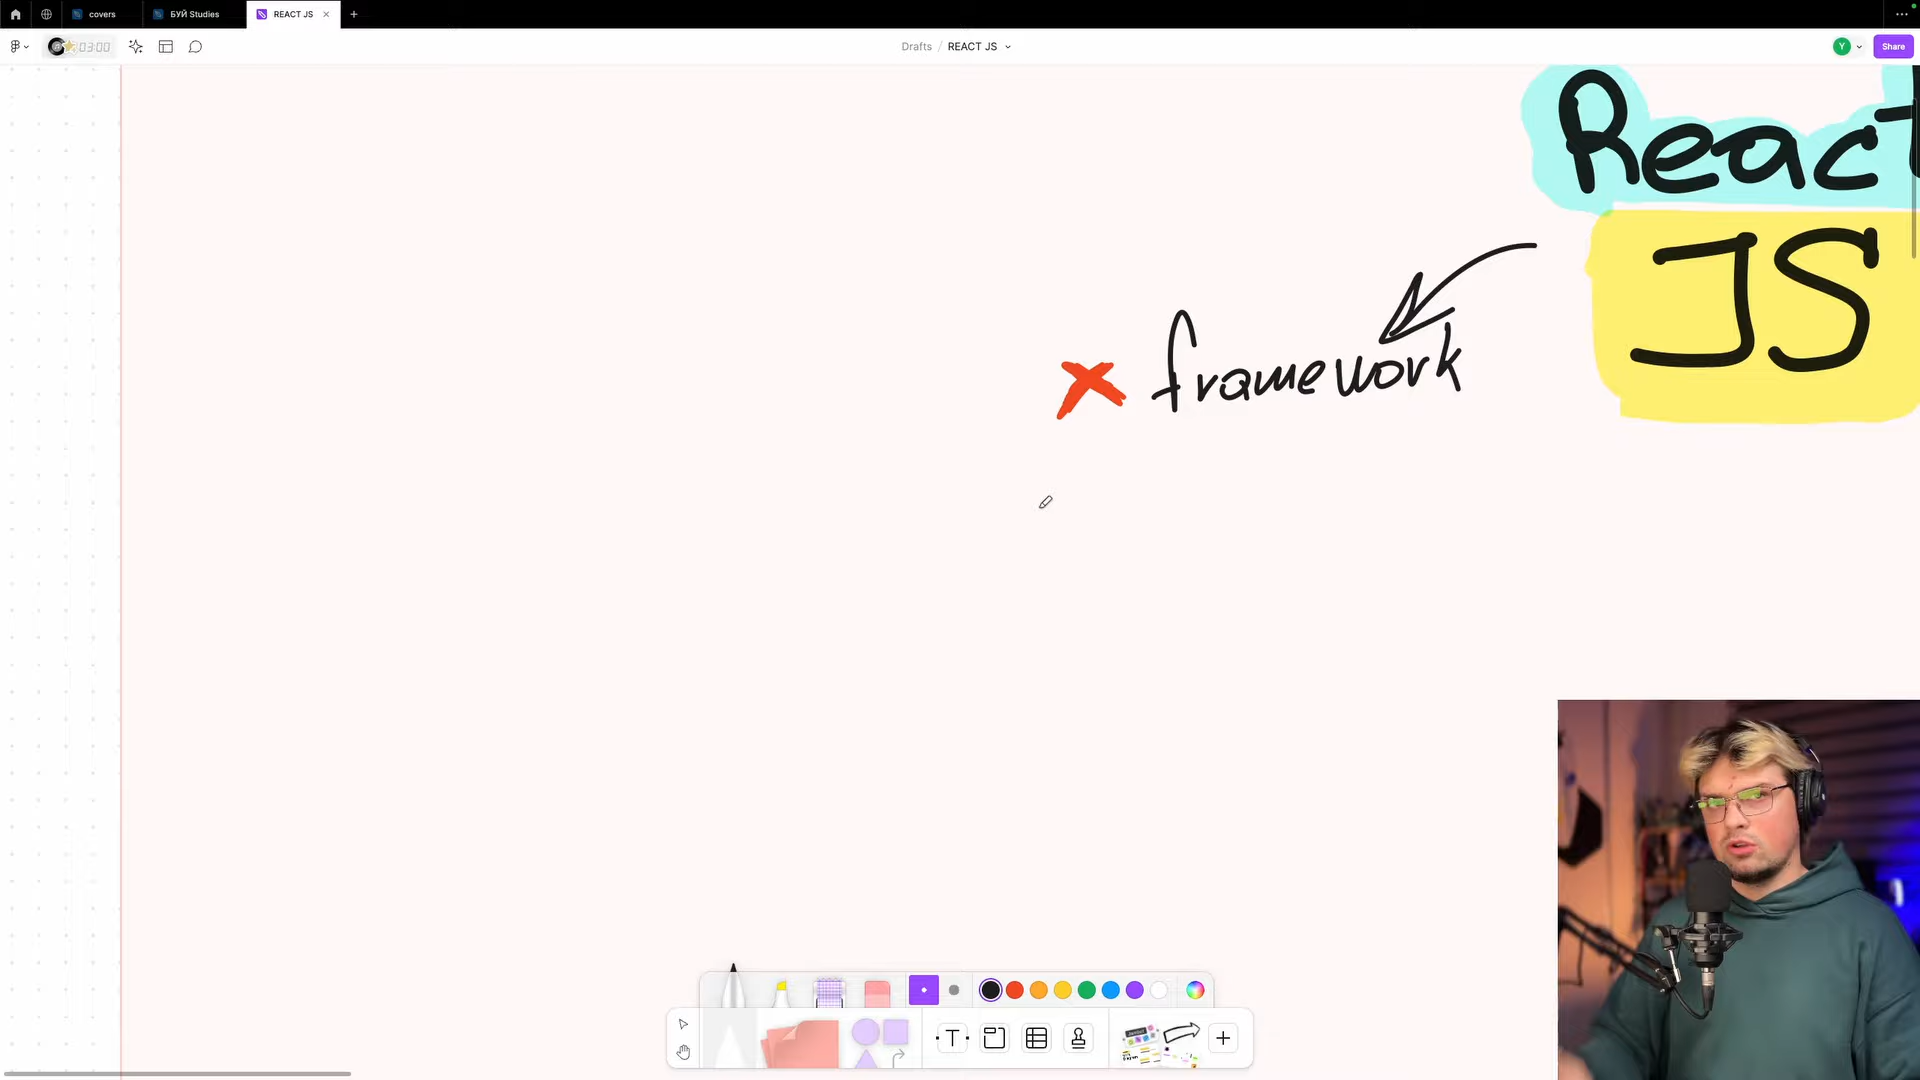 covers
БУЙ Studies
REACT JS
03:00
Drafts / REACT JS
Y
Share
React
JS
framework
T